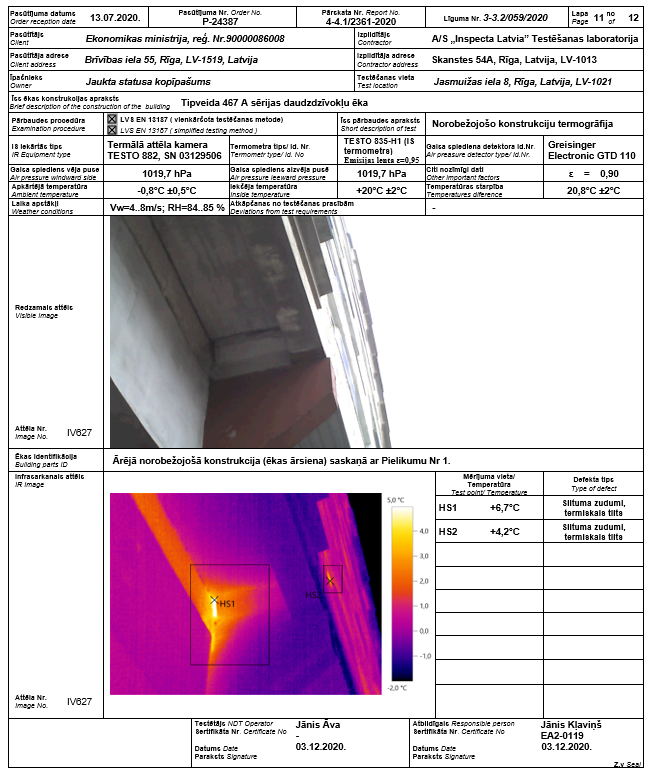 Pasūtījuma datums
Order reception date
13.07.2020.
Pasūtījuma Nr. Order No.
P-24387
Pārskata Nr. Report No.
4-4.1/2361-2020
Līguma Nr. 3-3.2/059/2020
Lapa 11 no 12
Page of
Pasūtītājs
Client
Ekonomikas ministrija, reģ. Nr.90000086008
Izpildītājs
Contractor
A/S „Inspecta Latvia” Testēšanas laboratorija
Pasūtītāja adrese
Client address
Brīvības iela 55, Rīga, LV-1519, Latvija
Izpildītāja adrese
Contractor address
Skanstes 54A, Rīga, Latvija, LV-1013
Īpašnieks
Owner
Jaukta statusa kopīpašums
Testēšanas vieta
Test location
Jasmuižas iela 8, Rīga, Latvija, LV-1021
Īss ēkas konstrukcijas apraksts
Brief description of the construction of the building
Tipveida 467 A sērijas daudzdzīvokļu ēka
Pārbaudes procedūra
Examination procedure
LVS EN 13187 ( vienkāršota testēšanas metode)
LVS EN 13187 ( simplified testing method )
Īss pārbaudes apraksts
Short description of test
Norobežojošo konstrukciju termogrāfija
IS iekārtas tips
IR Equipment type
Termālā attēla kamera
TESTO 882, SN 03129506
Termometra tips/ Id. Nr
Termometr type/ Id. No
TESTO 835-H1 (IS
termometrs)
Emisijas lenta ε=0,95
Gaisa spiediena detektora id.Nr.
Air pressure detector type/ Id.Nr.
Greisinger
Electronic GTD 110
Gaisa spiediens vēja puse
Air pressure windward side
1019,7 hPa
Gaisa spiediens aizvēja pusē
Air pressure leeward pressure
1019,7 hPa
Citi nozīmīgi dati
Other important factors
ε = 0,90
Apkārtējā temperatūra
Ambient temperature
-0,8°C ±0,5°C
Iekšēja temperatūra
Inside temperature
+20°C ±2°C
Temperatūras starpība
Temperatures diference
20,8°C ±2°C
Laika apstākļi
Weather conditions
Vw=4..8m/s; RH=84..85 %
Atkāpšanas no testēšanas prasībām
Deviations from test requirements
-
Redzamais attēls
Visible Image
Attēla Nr.
Image No.
IV627
Ēkas identifikācija
Building parts ID
Ārējā norobežojošā konstrukcija (ēkas ārsiena) saskaņā ar Pielikumu Nr 1.
Infrasarkanais attēls
IR Image
5,0 °C
4,0
3,0
2,0
1,0
0,0
-1,0
-2,0 °C
HS1
Mērījuma vieta/
Temperatūra
Test point/ Temperature
Defekta tips
Type of defect
HS1 +6,7°C
Siltuma zudumi,
termiskais tilts
HS2 +4,2°C
Siltuma zudumi,
termiskais tilts
Attēla Nr.
Image No.
IV627
Testētājs NDT Operator
Jānis Āva
Sertifikāta Nr. Certificate No
-
Datums Date
03.12.2020.
Paraksts Signature
Atbildīgais Responsible person
Jānis Kļaviņš
Sertifikāta Nr. Certificate No
EA2-0119
Datums Date
03.12.2020.
Paraksts Signature
Z.v Seal